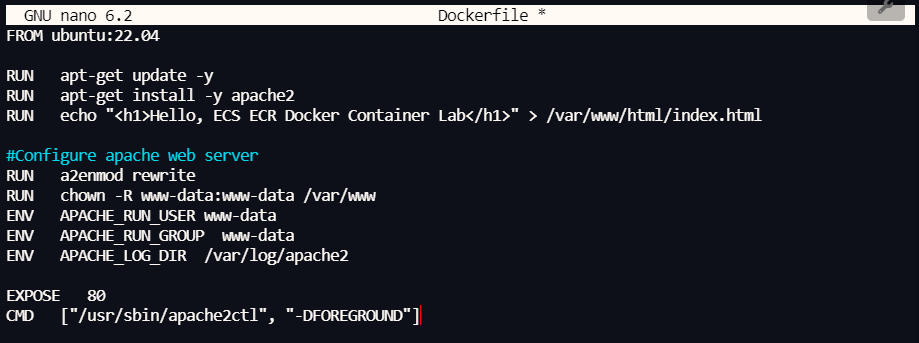 GNU nano 6.2 Dockerfile *
FROM ubuntu:22.04
RUN apt-get update -y
RUN apt-get install -y apache2
RUN echo "<h1>Hello, ECS ECR Docker Container Lab</h1>" > /var/www/html/index.html
#Configure apache web server
RUN a2enmod rewrite
RUN chown -R www-data:www-data /var/www
ENV APACHE_RUN_USER www-data
ENV APACHE_RUN_GROUP www-data
ENV APACHE_LOG_DIR /var/log/apache2
EXPOSE 80
CMD ["/usr/sbin/apache2ctl", "-DFOREGROUND"]